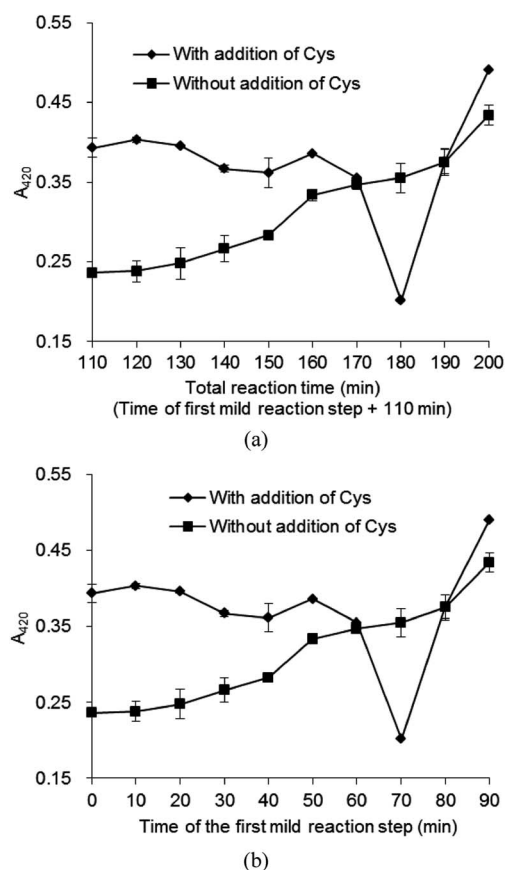 0.55
With addition of Cys
Without addition of Cys
0.45
A420
0.35
0.25
0.15
110 120 130 140 150 160 170 180 190 200
Total reaction time (min)
(Time of first mild reaction step + 110 min)
(a)
0.55
With addition of Cys
Without addition of Cys
0.45
A420
0.35
0.25
0.15
0 10 20 30 40 50 60 70 80 90
Time of the first mild reaction step (min)
(b)